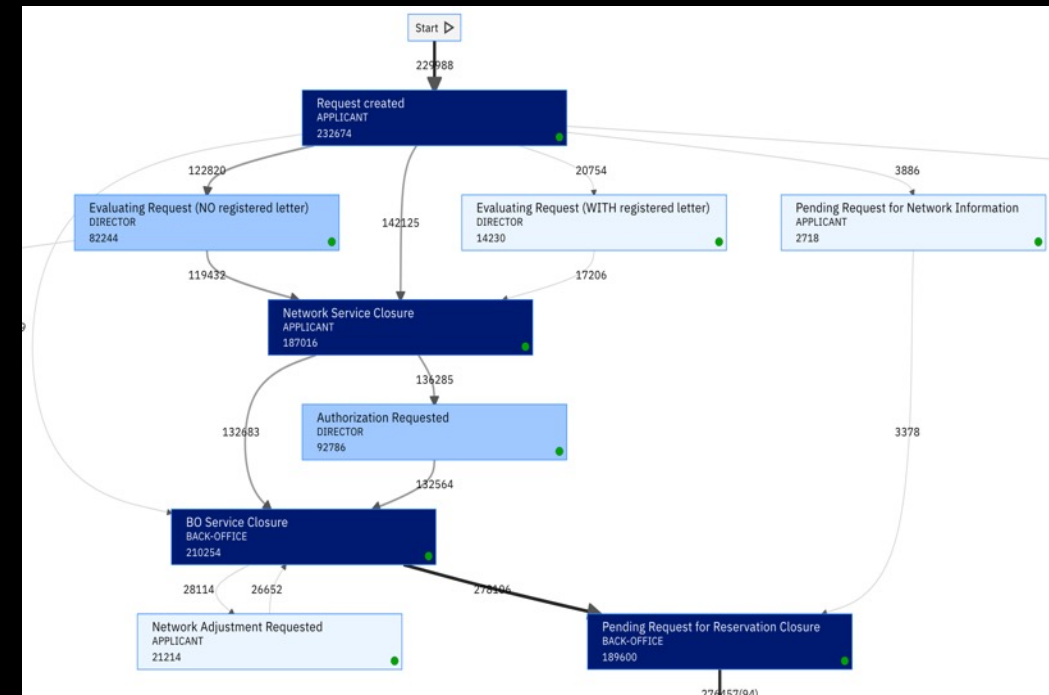 Start
229988
Request created
APPLICANT
232674
122820
20754
3886
Evaluating Request (NO registered letter)
DIRECTOR
82244
142125
Evaluating Request (WITH registered letter)
DIRECTOR
14230
Pending Request for Network Information
APPLICANT
2718
119432
17206
Network Service Closure
APPLICANT
187016
136285
Authorization Requested
DIRECTOR
92786
132683
3378
132564
BO Service Closure
BACK-OFFICE
210254
28114
26652
278106
Network Adjustment Requested
APPLICANT
21214
Pending Request for Reservation Closure
BACK-OFFICE
189600
276457(94)